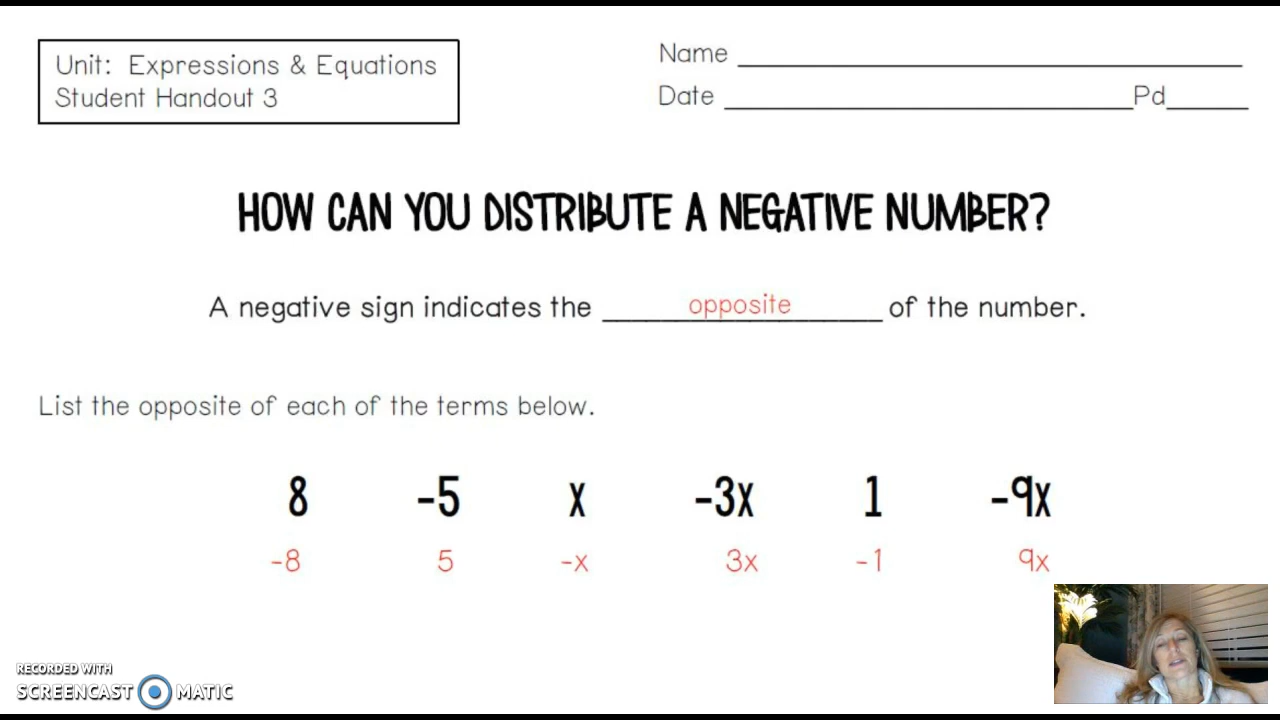 Unit: Expressions & Equations
Student Handout 3
Name
Date Pd
HOW CAN YOU DISTRIBUTE A NEGATIVE NUMBER?
A negative sign indicates the opposite of the number.
List the opposite of each of the terms below.
8 -5 x -3x 1 -9x
-8 5 -x 3x -1 9x
RECORDED WITH
SCREENCAST MATIC